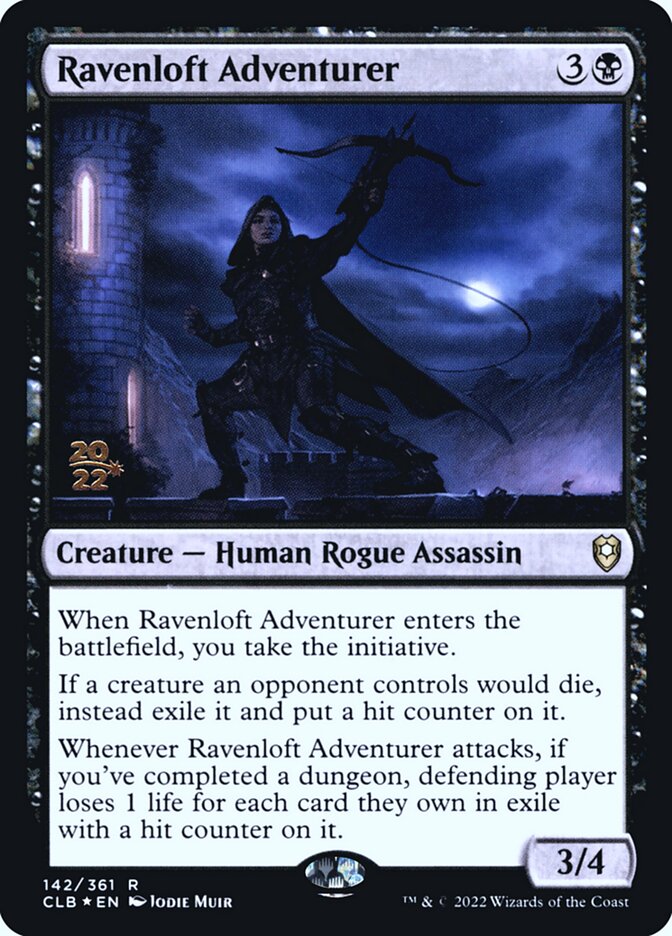 Ravenloft Adventurer 3
20
22
Creature — Human Rogue Assassin
When Ravenloft Adventurer enters the
battlefield, you take the initiative.
If a creature an opponent controls would die,
instead exile it and put a hit counter on it.
Whenever Ravenloft Adventurer attacks, if
you've completed a dungeon, defending player
loses 1 life for each card they own in exile
with a hit counter on it.
3/4
142/361 R
CLB ★ EN Jodie Muir
™ & © 2022 Wizards of the Coast